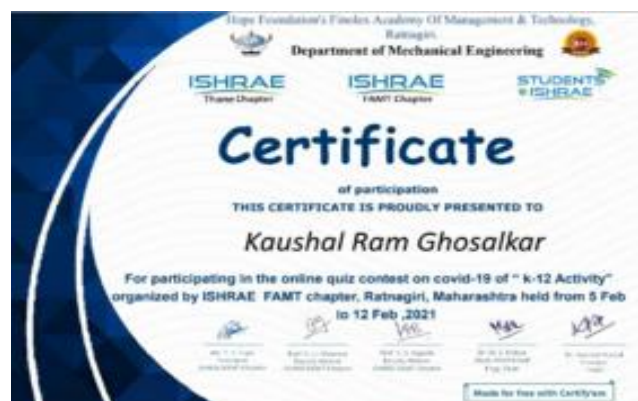 Hope Foundation's Finolex Academy Of Management & Technology,
Ratnagiri
Department of Mechanical Engineering
ISHRAE
Thane Chapter
ISHRAE
FAMT Chapter
STUDENTS
ISHRAE
Certificate
of participation
THIS CERTIFICATE IS PROUDLY PRESENTED TO
Kaushal Ram Ghosalkar
For participating in the online quiz contest on covid-19 of " k-12 Activity"
organized by ISHRAE FAMT chapter, Ratnagiri, Maharashtra held from 5 Feb
to 12 Feb ,2021
Made for free with Certify'em